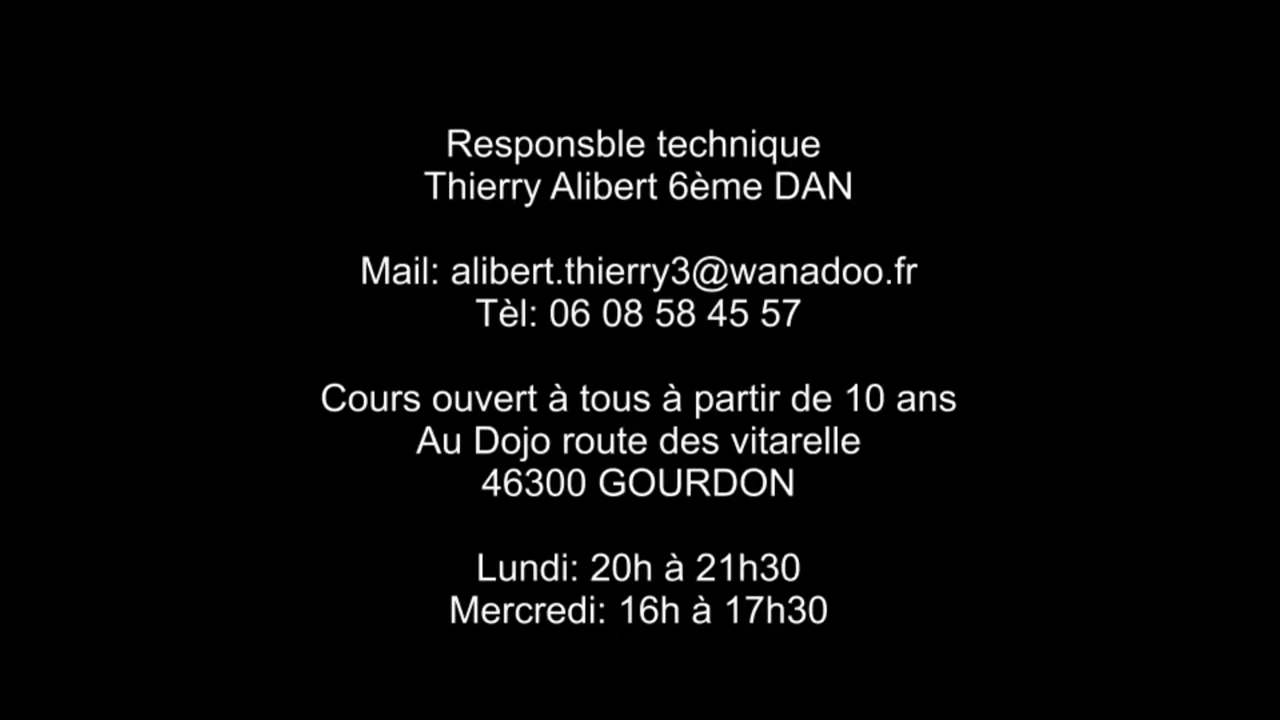 Responsble technique
Thierry Alibert 6ème DAN
Mail: alibert.thierry3@wanadoo.fr
Tèl: 06 08 58 45 57
Cours ouvert à tous à partir de 10 ans
Au Dojo route des vitarelle
46300 GOURDON
Lundi: 20h à 21h30
Mercredi: 16h à 17h30